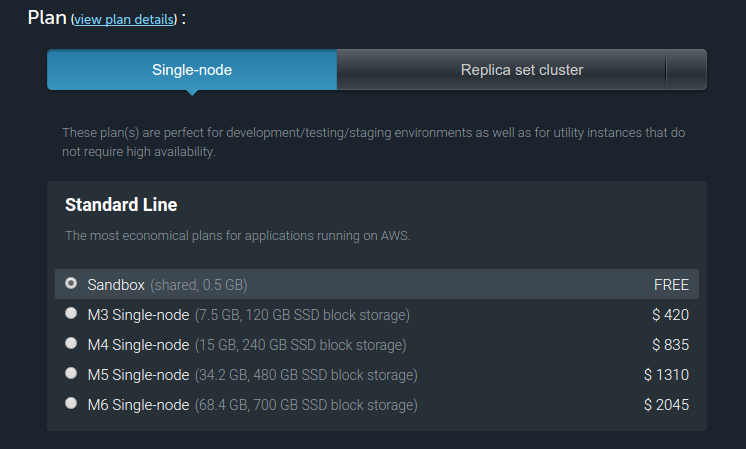 Plan (view plan details) :
Single-node
Replica set cluster
These plan(s) are perfect for development/testing/staging environments as well as for utility instances that do
not require high availability.
Standard Line
The most economical plans for applications running on AWS.
Sandbox (shared, 0.5 GB) FREE
M3 Single-node (7.5 GB, 120 GB SSD block storage) $ 420
M4 Single-node (15 GB, 240 GB SSD block storage) $ 835
M5 Single-node (34.2 GB, 480 GB SSD block storage) $ 1310
M6 Single-node (68.4 GB, 700 GB SSD block storage) $ 2045